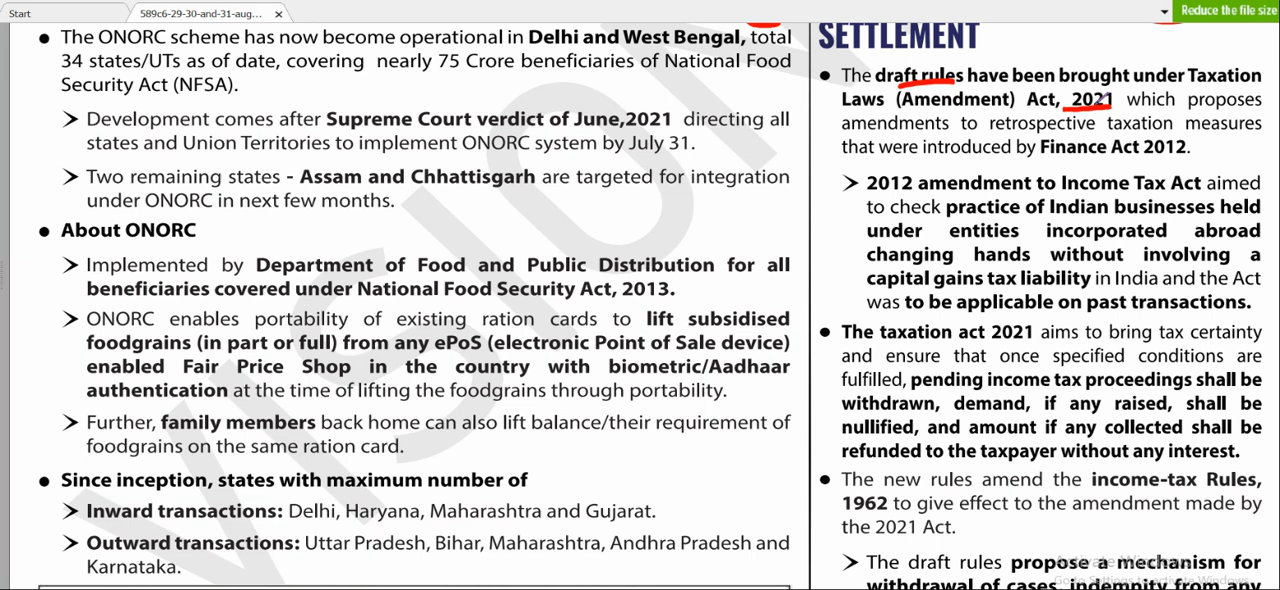 Start
589c6-29-30-and-31-aug...
Reduce the file size
● The ONORC scheme has now become operational in Delhi and West Bengal, total
34 states/UTs as of date, covering nearly 75 Crore beneficiaries of National Food
Security Act (NFSA).
➤ Development comes after Supreme Court verdict of June,2021 directing all
states and Union Territories to implement ONORC system by July 31.
➤ Two remaining states - Assam and Chhattisgarh are targeted for integration
under ONORC in next few months.
● About ONORC
➤ Implemented by Department of Food and Public Distribution for all
beneficiaries covered under National Food Security Act, 2013.
➤ ONORC enables portability of existing ration cards to lift subsidised
foodgrains (in part or full) from any ePoS (electronic Point of Sale device)
enabled Fair Price Shop in the country with biometric/Aadhaar
authentication at the time of lifting the foodgrains through portability.
➤ Further, family members back home can also lift balance/their requirement of
foodgrains on the same ration card.
● Since inception, states with maximum number of
➤ Inward transactions: Delhi, Haryana, Maharashtra and Gujarat.
➤ Outward transactions: Uttar Pradesh, Bihar, Maharashtra, Andhra Pradesh and
Karnataka.
SETTLEMENT
● The draft rules have been brought under Taxation
Laws (Amendment) Act, 2021 which proposes
amendments to retrospective taxation measures
that were introduced by Finance Act 2012.
➤ 2012 amendment to Income Tax Act aimed
to check practice of Indian businesses held
under entities incorporated abroad
changing hands without involving a
capital gains tax liability in India and the Act
was to be applicable on past transactions.
● The taxation act 2021 aims to bring tax certainty
and ensure that once specified conditions are
fulfilled, pending income tax proceedings shall be
withdrawn, demand, if any raised, shall be
nullified, and amount if any collected shall be
refunded to the taxpayer without any interest.
● The new rules amend the income-tax Rules,
1962 to give effect to the amendment made by
the 2021 Act.
➤ The draft rules propose a mechanism for
withdrawal of cases, indemnity from any
VISION
Activate Windows
Go to Settings to activate Windows.